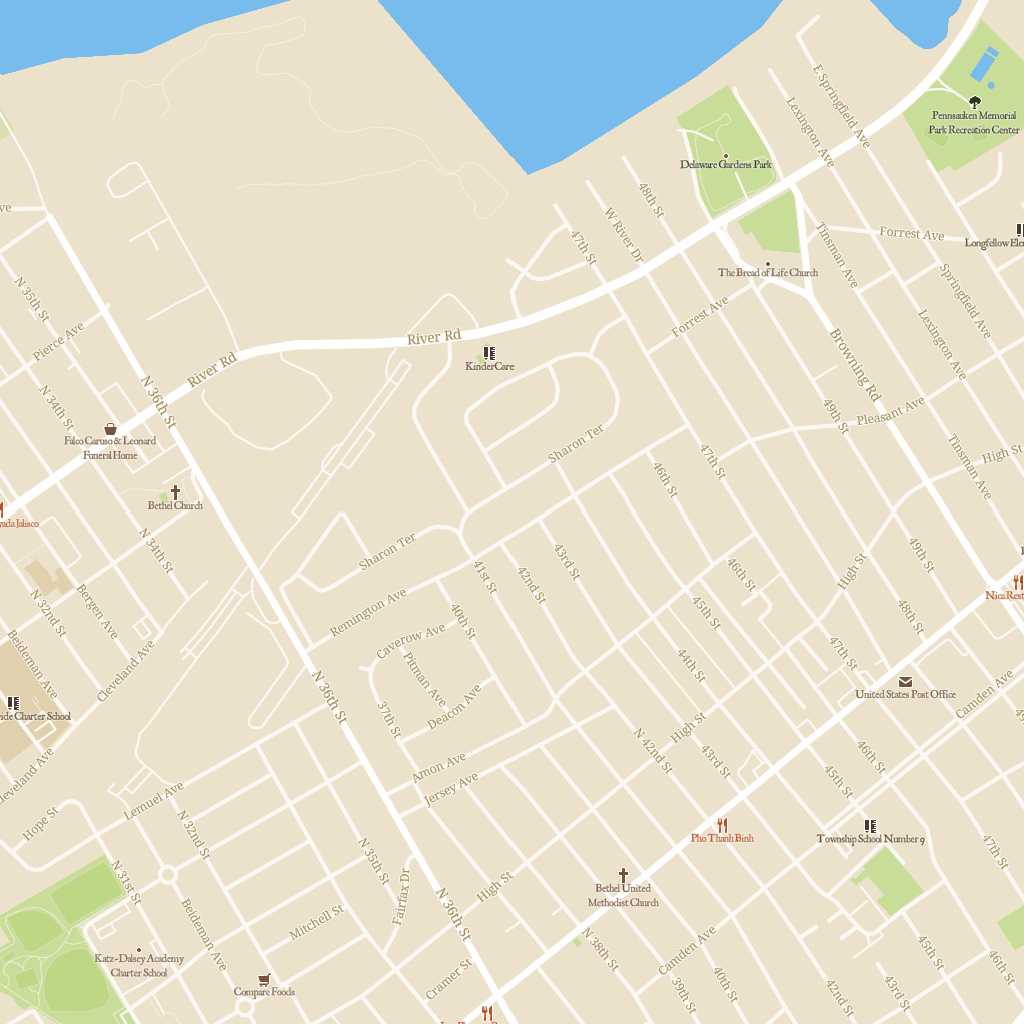 E Springfield Ave
Lexington Ave
Pennsauken Memorial
Park Recreation Center
Delaware Gardens Park
48th St
W River Dr
47th St
Tinsman Ave
Forrest Ave
The Bread of Life Church
Springfield Ave
Forrest Ave
Lexington Ave
N 35th St
Pierce Ave
River Rd
River Rd
KinderCare
Browning Rd
N 36th St
N 34th St
49th St
Pleasant Ave
Falco Caruso & Leonard
Funeral Home
Sharon Ter
47th St
High St
Tinsman Ave
46th St
Bethel Church
N 34th St
Sharon Ter
43rd St
49th St
41st St
42nd St
46th St
High St
N 32nd St
Bergen Ave
Remington Ave
40th St
45th St
48th St
Caverow Ave
Beideman Ave
Cleveland Ave
Pitman Ave
44th St
47th St
United States Post Office
Camden Ave
N 36th St
37th St
Deacon Ave
Charter School
High St
N 42nd St
43rd St
46th St
Amon Ave
Jersey Ave
45th St
Cleveland Ave
Lemuel Ave
Hope St
N 32nd St
Pho Thanh Binh
Township School Number 9
47th St
N 35th St
N 31st St
High St
Bethel United
Methodist Church
Fairfax Dr
Beideman Ave
Mitchell St
N 36th St
N 38th St
Camden Ave
45th St
46th St
Katz-Dalsey Academy
Charter School
Cramer St
39th St
40th St
42nd St
43rd St
Compare Foods